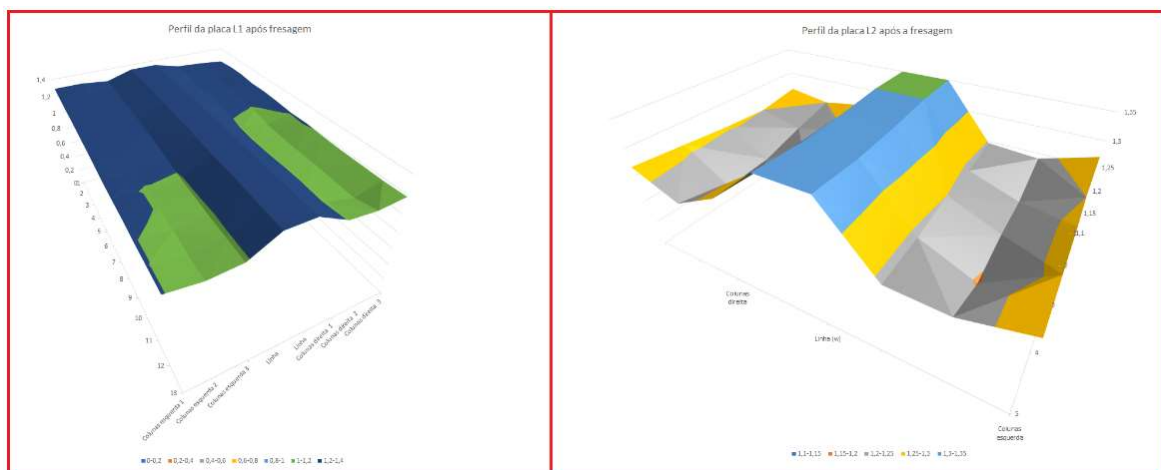 Perfil da placa L1 após fresagem
1,4
1,2
1
0,8
0,6
0,4
0,2
2
3
4
5
6
7
8
9
10
11
12
13
Coluna esquerda 1
Coluna esquerda 2
Coluna esquerda 3
Linha
Linha
Colunas direita 1
Coluna direita 2
Coluna direita 3
0-0,2 0,2-0,4 0,4-0,6 0,6-0,8 0,8-1 1-1,2 1,2-1,4
Perfil da placa L2 após a fresagem
1,35
1,3
1,25
1,2
1,15
1,1
4
5
Colunas
direita
Linha (w)
Colunas
esquerda
1,1-1,15 1,15-1,2 1,2-1,25 1,25-1,3 1,3-1,35